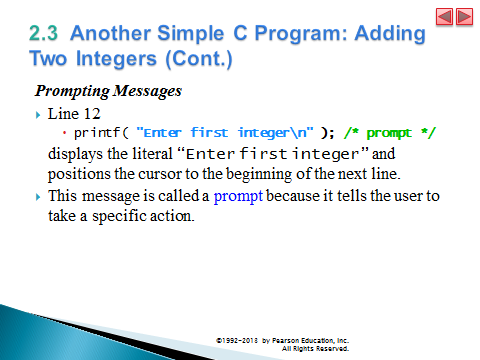 2.3 Another Simple C Program: Adding
Two Integers (Cont.)
Prompting Messages
Line 12
printf( "Enter first integer\n" ); /* prompt */
displays the literal “Enter first integer” and
positions the cursor to the beginning of the next line.
This message is called a prompt because it tells the user to
take a specific action.
©1992-2013 by Pearson Education, Inc.
All Rights Reserved.